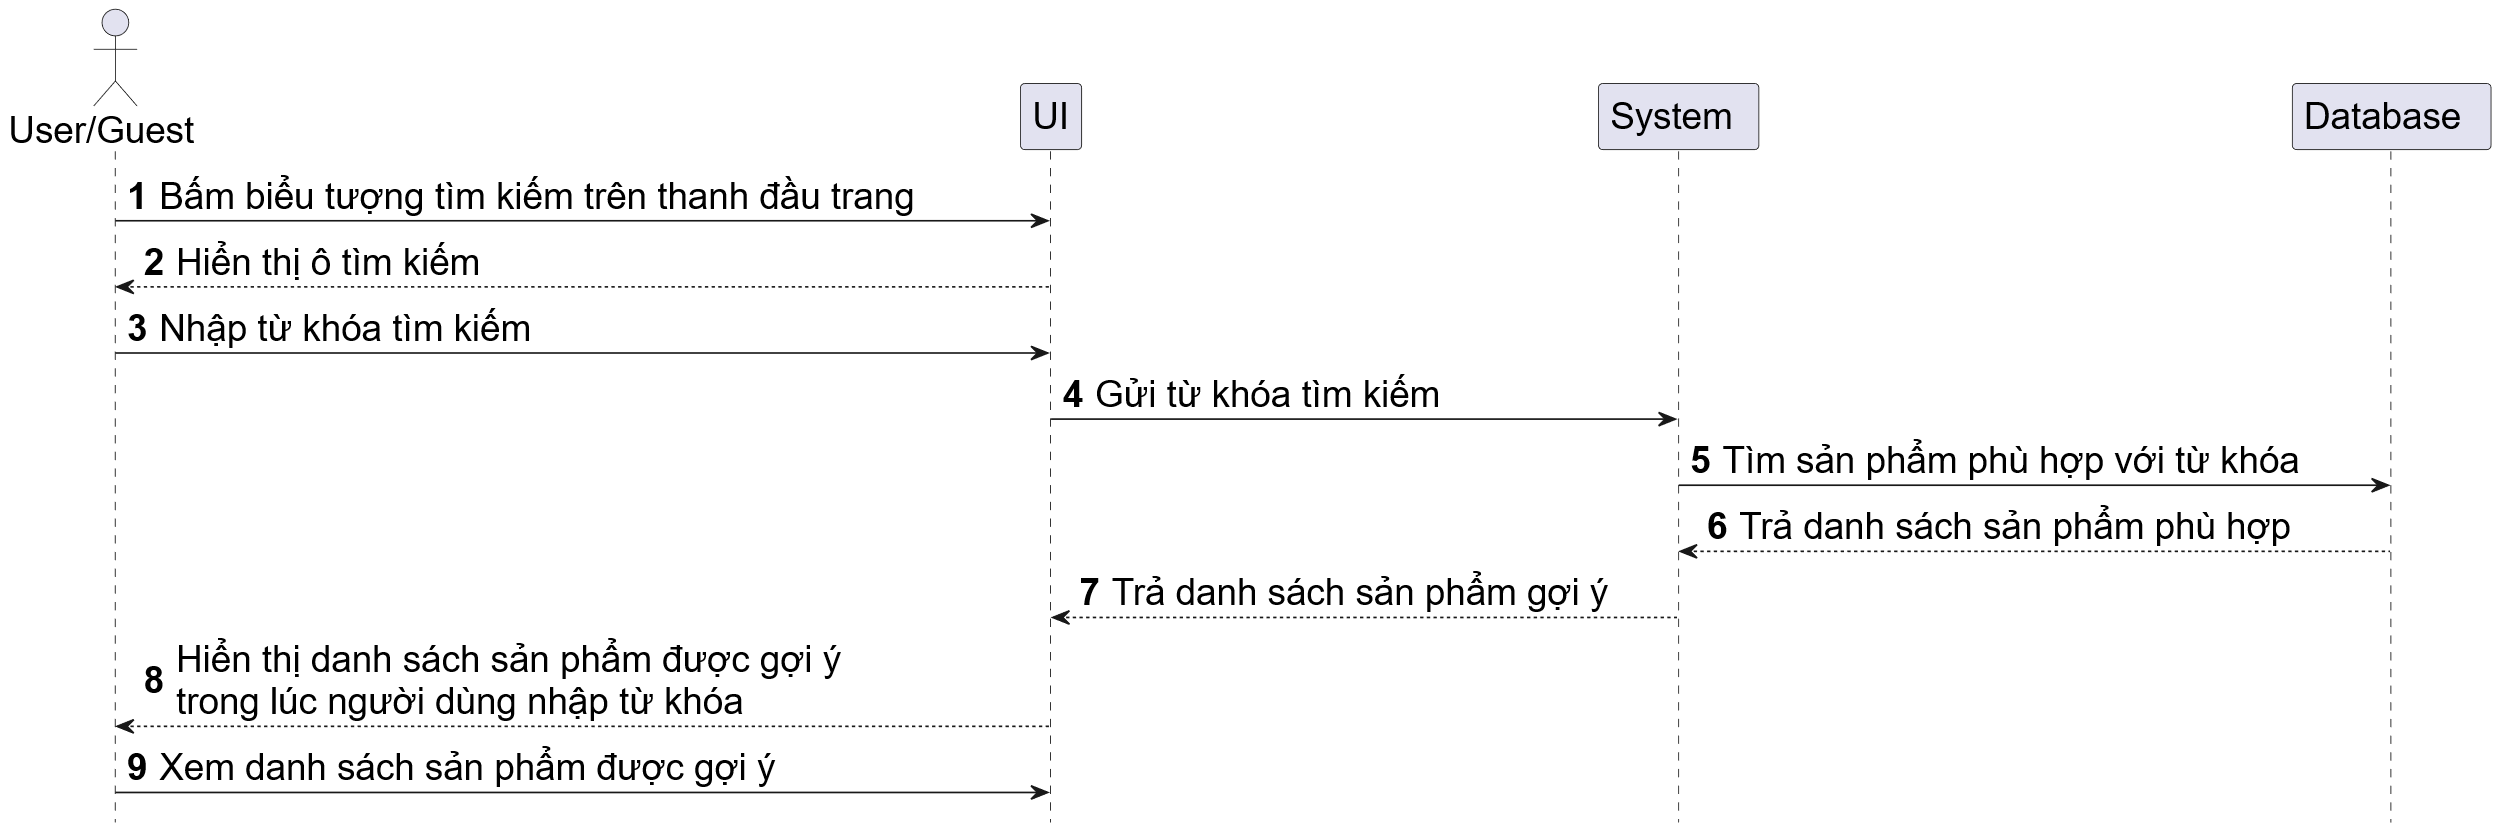 User/Guest
UI
System
Database
1 Bấm biểu tượng tìm kiếm trên thanh đầu trang
2 Hiển thị ô tìm kiếm
3 Nhập từ khóa tìm kiếm
4 Gửi từ khóa tìm kiếm
5 Tìm sản phẩm phù hợp với từ khóa
6 Trả danh sách sản phẩm phù hợp
7 Trả danh sách sản phẩm gợi ý
8 Hiển thị danh sách sản phẩm được gợi ý
trong lúc người dùng nhập từ khóa
9 Xem danh sách sản phẩm được gợi ý